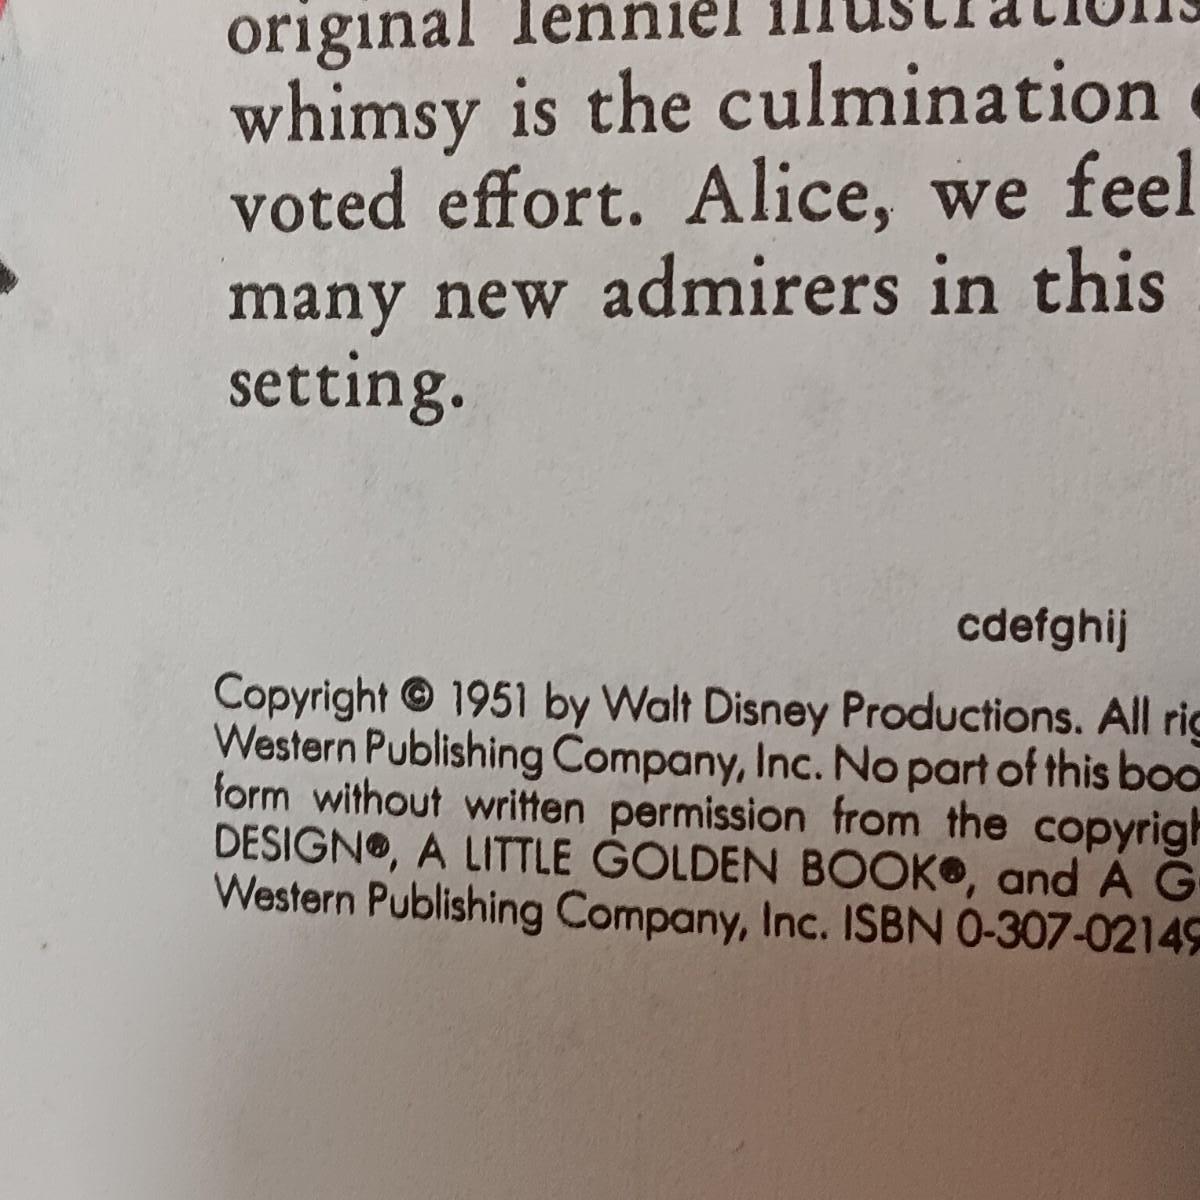 original Tenniel illustrations
whimsy is the culmination
voted effort. Alice, we feel
many new admirers in this
setting.
cdefghij
Copyright © 1951 by Walt Disney Productions. All
Western Publishing Company, Inc. No part of this
form without written permission from the
DESIGN®, A LITTLE GOLDEN BOOK®, and A
Western Publishing Company, Inc. ISBN 0-307-02149